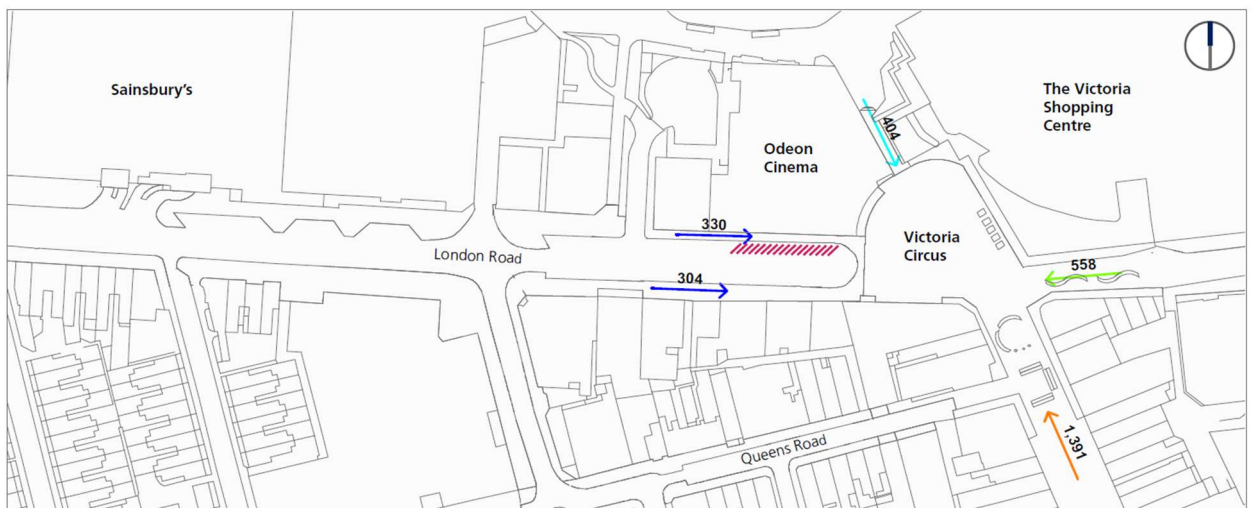 Sainsbury's
The Victoria
Shopping
Centre
404
Odeon
Cinema
330
Victoria
Circus
London Road
558
304
1,391
Queens Road